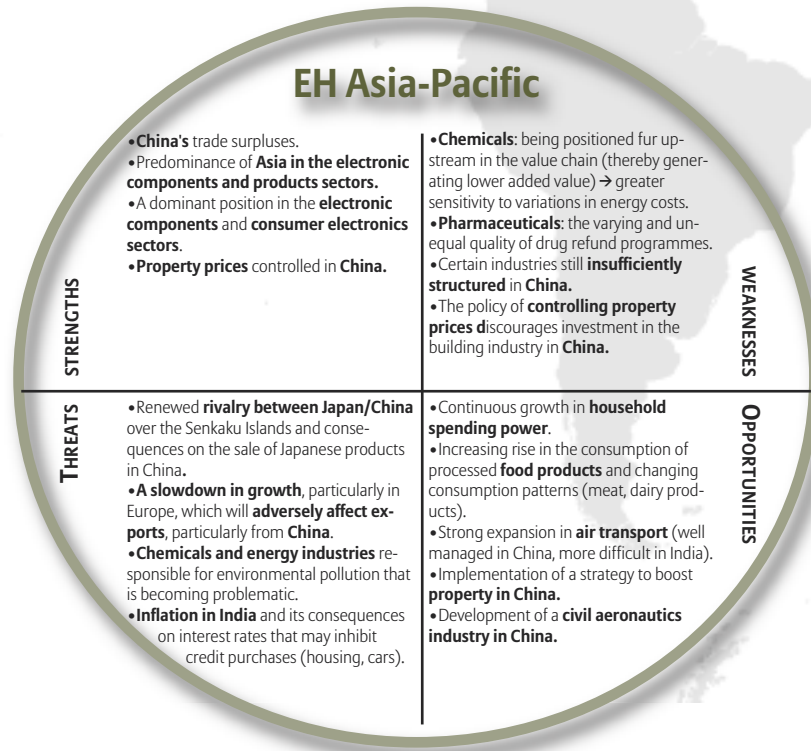 EH Asia-Pacific
STRENGTHS
•China's trade surpluses.
•Predominance of Asia in the electronic
components and products sectors.
•A dominant position in the electronic
components and consumer electronics
sectors.
•Property prices controlled in China.
WEAKNESSES
•Chemicals: being positioned fur up-
stream in the value chain (thereby gener-
ating lower added value) → greater
sensitivity to variations in energy costs.
•Pharmaceuticals: the varying and un-
equal quality of drug refund programmes.
•Certain industries still insufficiently
structured in China.
•The policy of controlling property
prices discourages investment in the
building industry in China.
THREATS
•Renewed rivalry between Japan/China
over the Senkaku Islands and conse-
quences on the sale of Japanese products
in China.
•A slowdown in growth, particularly in
Europe, which will adversely affect ex-
ports, particularly from China.
•Chemicals and energy industries re-
sponsible for environmental pollution that
is becoming problematic.
•Inflation in India and its consequences
on interest rates that may inhibit
credit purchases (housing, cars).
OPPORTUNITIES
•Continuous growth in household
spending power.
•Increasing rise in the consumption of
processed food products and changing
consumption patterns (meat, dairy prod-
ucts).
•Strong expansion in air transport (well
managed in China, more difficult in India).
•Implementation of a strategy to boost
property in China.
•Development of a civil aeronautics
industry in China.